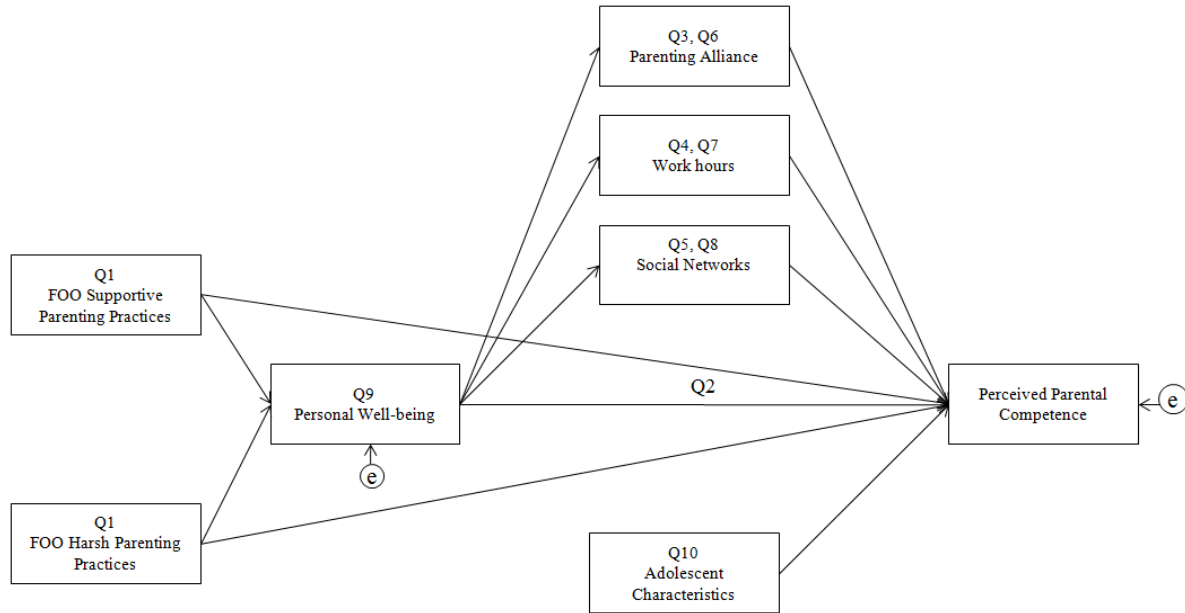 Q3, Q6
Parenting Alliance
Q4, Q7
Work hours
Q5, Q8
Social Networks
Q1
FOO Supportive
Parenting Practices
Q9
Personal Well-being
e
Q2
Perceived Parental
Competence
e
Q1
FOO Harsh Parenting
Practices
Q10
Adolescent
Characteristics